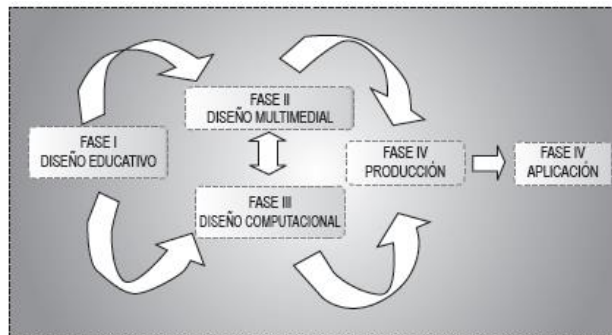 FASE I
DISEÑO EDUCATIVO
FASE II
DISEÑO MULTIMEDIAL
FASE III
DISEÑO COMPUTACIONAL
FASE IV
PRODUCCIÓN
FASE IV
APLICACIÓN